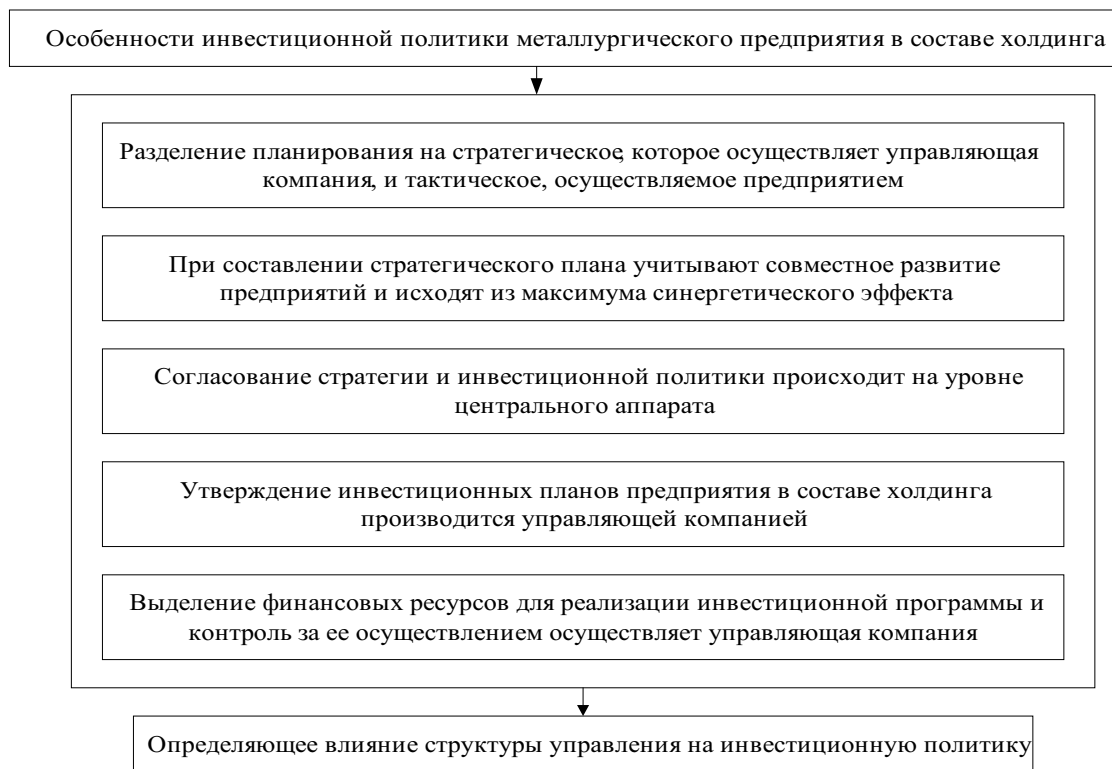 Особенности инвестиционной политики металлургического предприятия в составе холдинга
Разделение планирования на стратегическое, которое осуществляет управляющая
компания, и тактическое, осуществляемое предприятием
При составлении стратегического плана учитывают совместное развитие
предприятий и исходят из максимума синергетического эффекта
Согласование стратегии и инвестиционной политики происходит на уровне
центрального аппарата
Утверждение инвестиционных планов предприятия в составе холдинга
производится управляющей компанией
Выделение финансовых ресурсов для реализации инвестиционной программы и
контроль за ее осуществлением осуществляет управляющая компания
Определяющее влияние структуры управления на инвестиционную политику